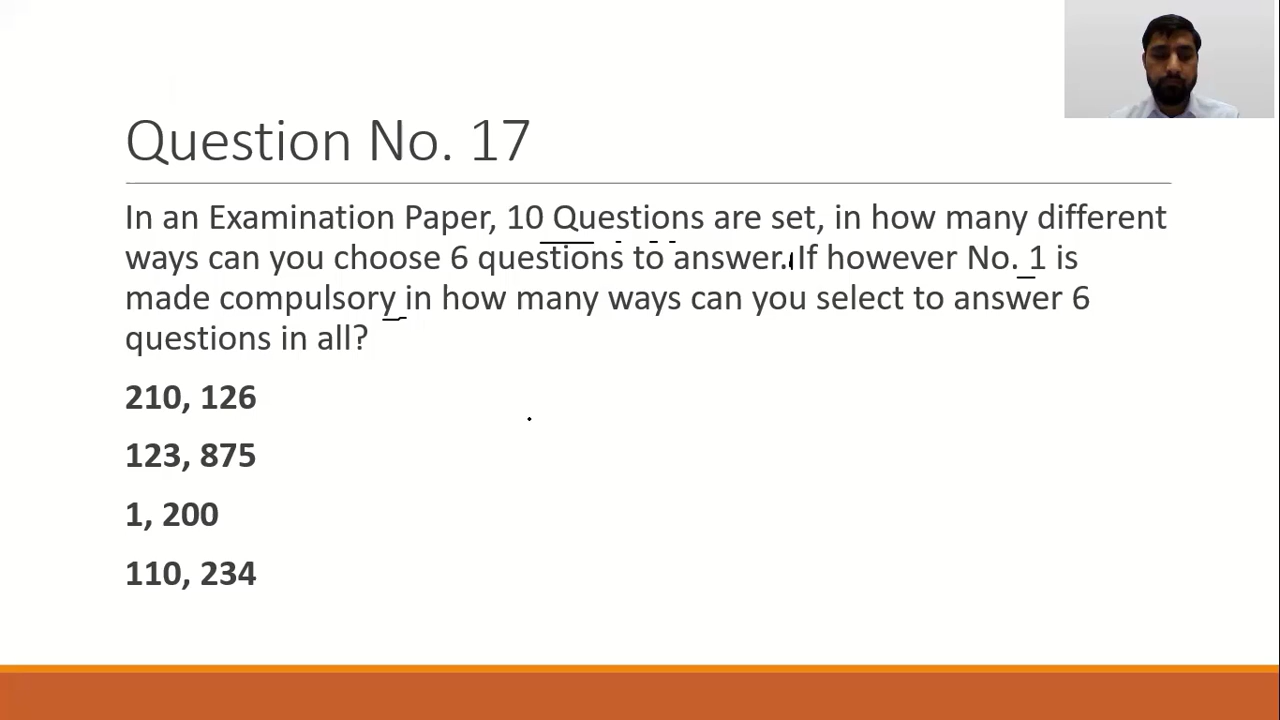 Question No. 17
In an Examination Paper, 10 Questions are set, in how many different
ways can you choose 6 questions to answer. If however No. 1 is
made compulsory in how many ways can you select to answer 6
questions in all?
210, 126
123, 875
1, 200
110, 234